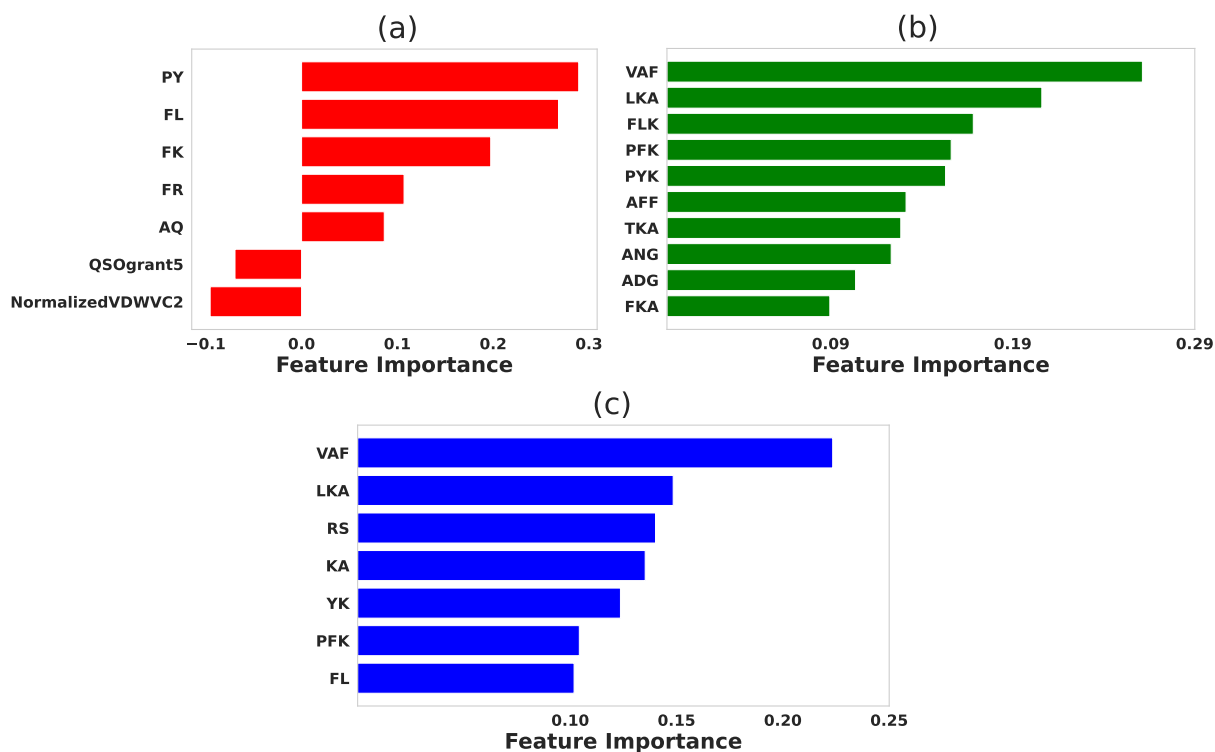 (a)
PY
FL
FK
FR
AQ
QSOgrant5
NormalizedVDWVC2
−0.1 0.0 0.1 0.2 0.3
Feature Importance
(b)
VAF
LKA
FLK
PFK
PYK
AFF
TKA
ANG
ADG
FKA
0.09 0.19 0.29
Feature Importance
(c)
VAF
LKA
RS
KA
YK
PFK
FL
0.10 0.15 0.20 0.25
Feature Importance